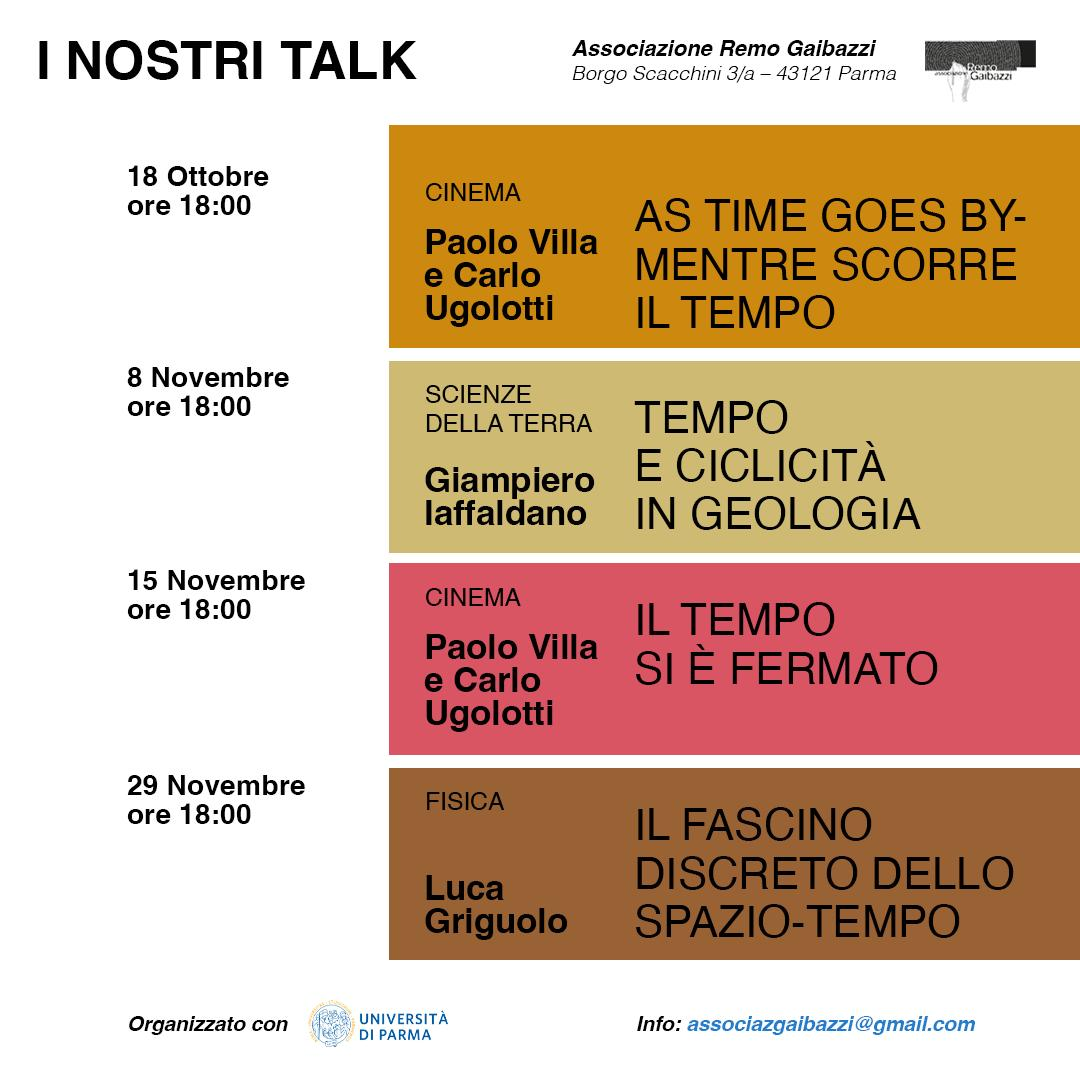 I NOSTRI TALK
Associazione Remo Gaibazzi
Borgo Scacchini 3/a – 43121 Parma
ASSOCIAZIONE Remo
Gaibazzi
18 Ottobre
ore 18:00
CINEMA
Paolo Villa
e Carlo
Ugolotti
AS TIME GOES BY-
MENTRE SCORRE
IL TEMPO
8 Novembre
ore 18:00
SCIENZE
DELLA TERRA
Giampiero
Iaffaldano
TEMPO
E CICLICITÀ
IN GEOLOGIA
15 Novembre
ore 18:00
CINEMA
Paolo Villa
e Carlo
Ugolotti
IL TEMPO
SI È FERMATO
29 Novembre
ore 18:00
FISICA
Luca
Griguolo
IL FASCINO
DISCRETO DELLO
SPAZIO-TEMPO
Organizzato con
UNIVERSITÀ
DI PARMA
Info: associazgaibazzi@gmail.com